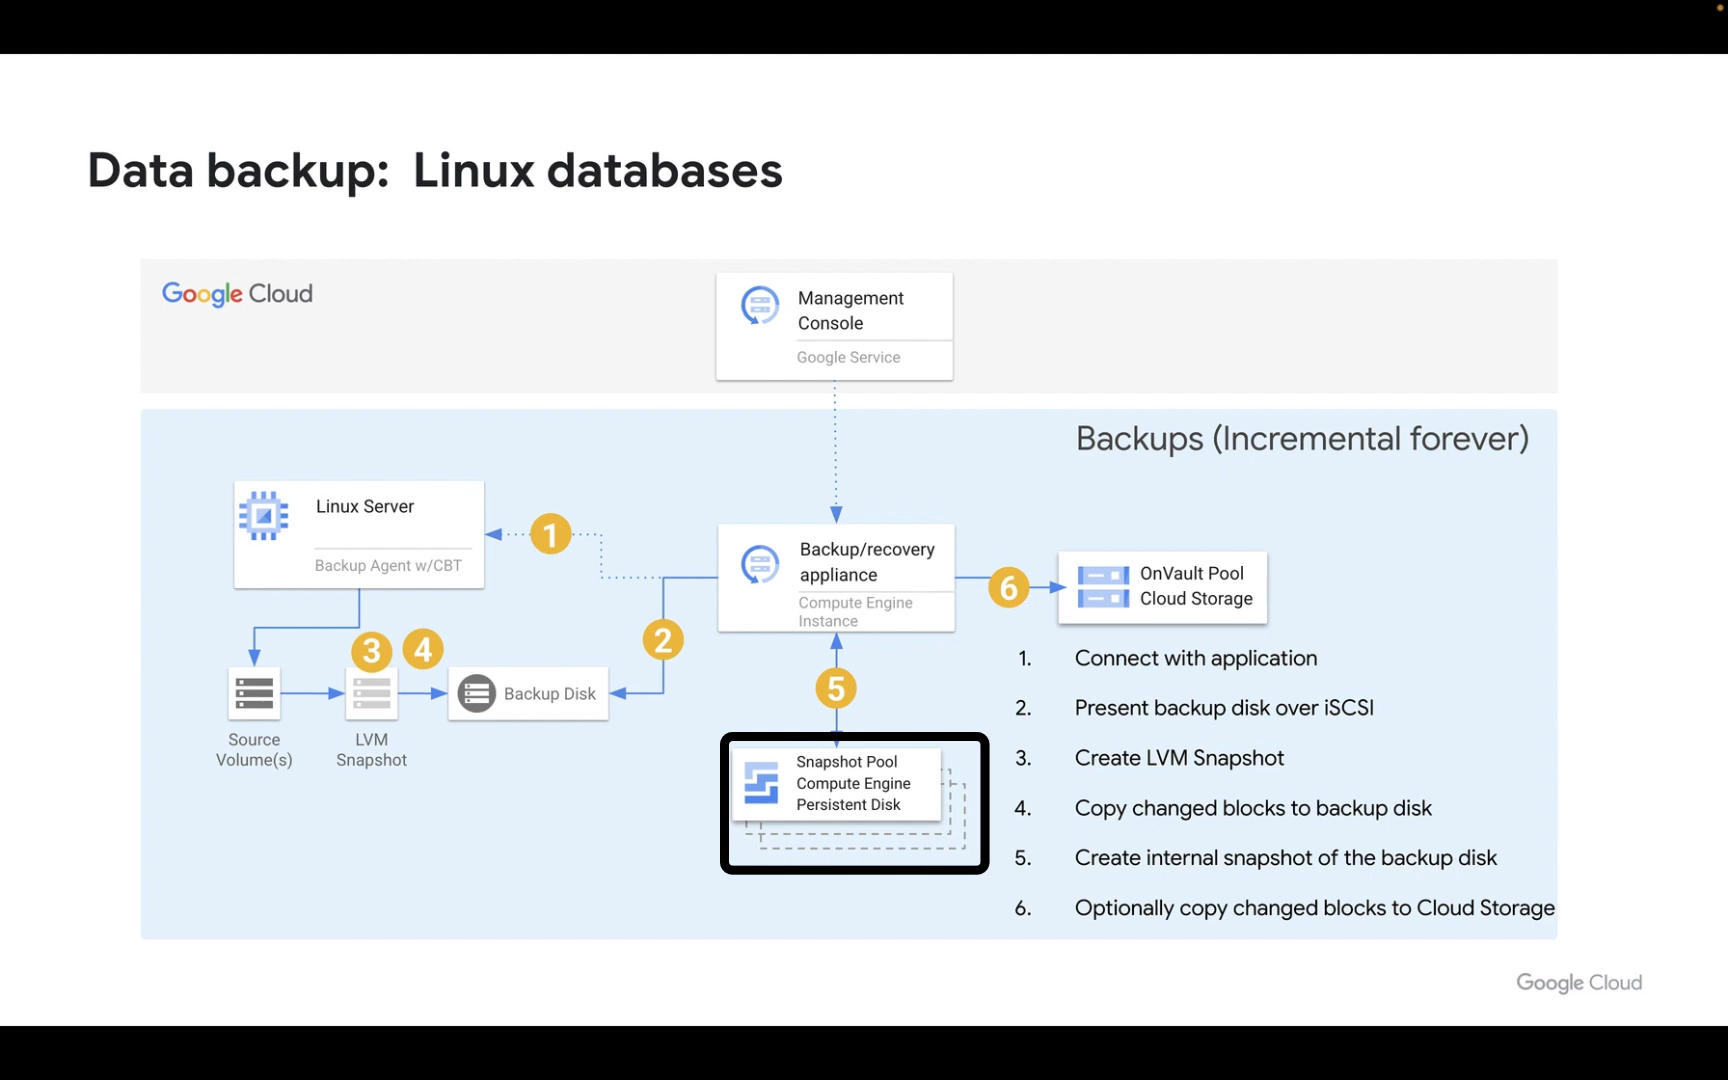 Data backup: Linux databases
Google Cloud
Management
Console
Google Service
Backups (Incremental forever)
Linux Server
Backup Agent w/CBT
1
Backup/recovery
appliance
Compute Engine
Instance
6
OnVault Pool
Cloud Storage
2
3
4
Backup Disk
5
Source
Volume(s)
LVM
Snapshot
Snapshot Pool
Compute Engine
Persistent Disk
1. Connect with application
2. Present backup disk over iSCSI
3. Create LVM Snapshot
4. Copy changed blocks to backup disk
5. Create internal snapshot of the backup disk
6. Optionally copy changed blocks to Cloud Storage
Google Cloud